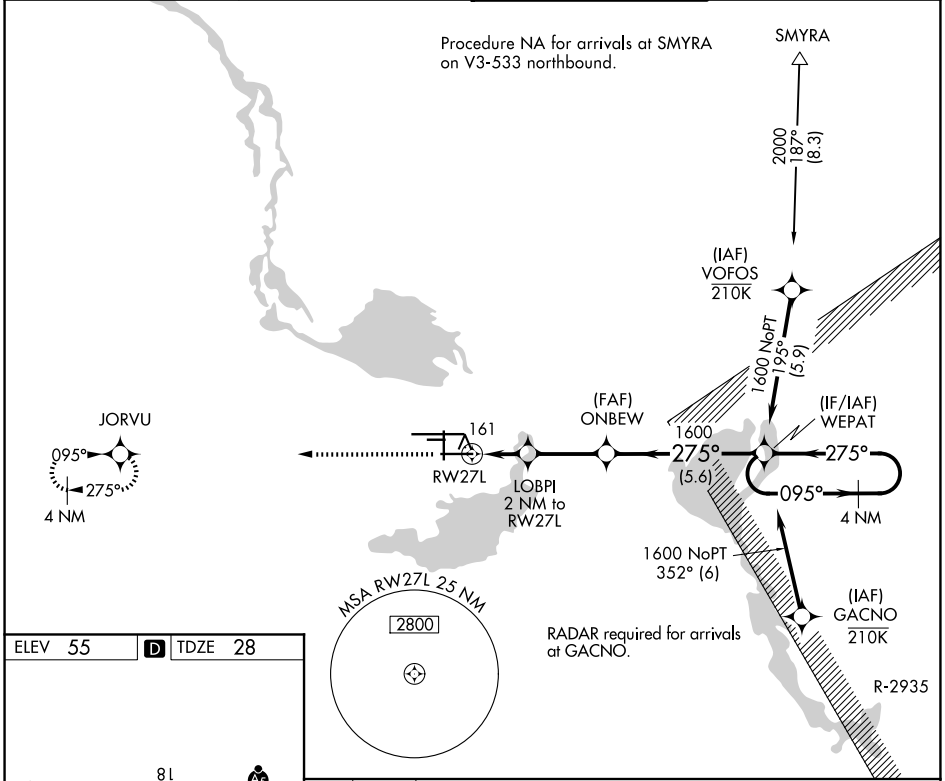 Procedure NA for arrivals at SMYRA
on V3-533 northbound.
SMYRA
2000
187°
(8.3)
(IAF)
VOFOS
210K
1600 NoPT
195°
(5.9)
(FAF)
ONBEW
(IF/IAF)
WEPAT
JORVU
161
1600
095°
275°
275°
RW27L
(5.6)
275°
LOBPI
2 NM to
RW27L
095°
4 NM
4 NM
1600 NoPT
352° (6)
MSA RW27L 25 NM
(IAF)
GACNO
210K
2800
RADAR required for arrivals
at GACNO.
ELEV 55
D
TDZE 28
R-2935
81